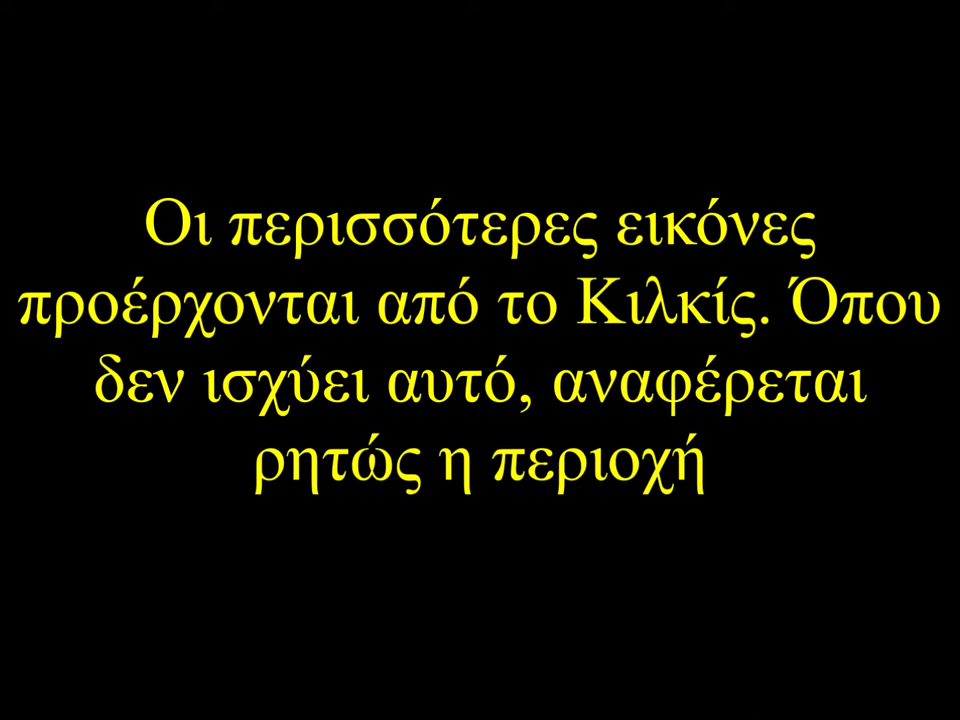 Οι περισσότερες εικόνες
προέρχονται από το Κιλκίς. Όπου
δεν ισχύει αυτό, αναφέρεται
ρητώς η περιοχή